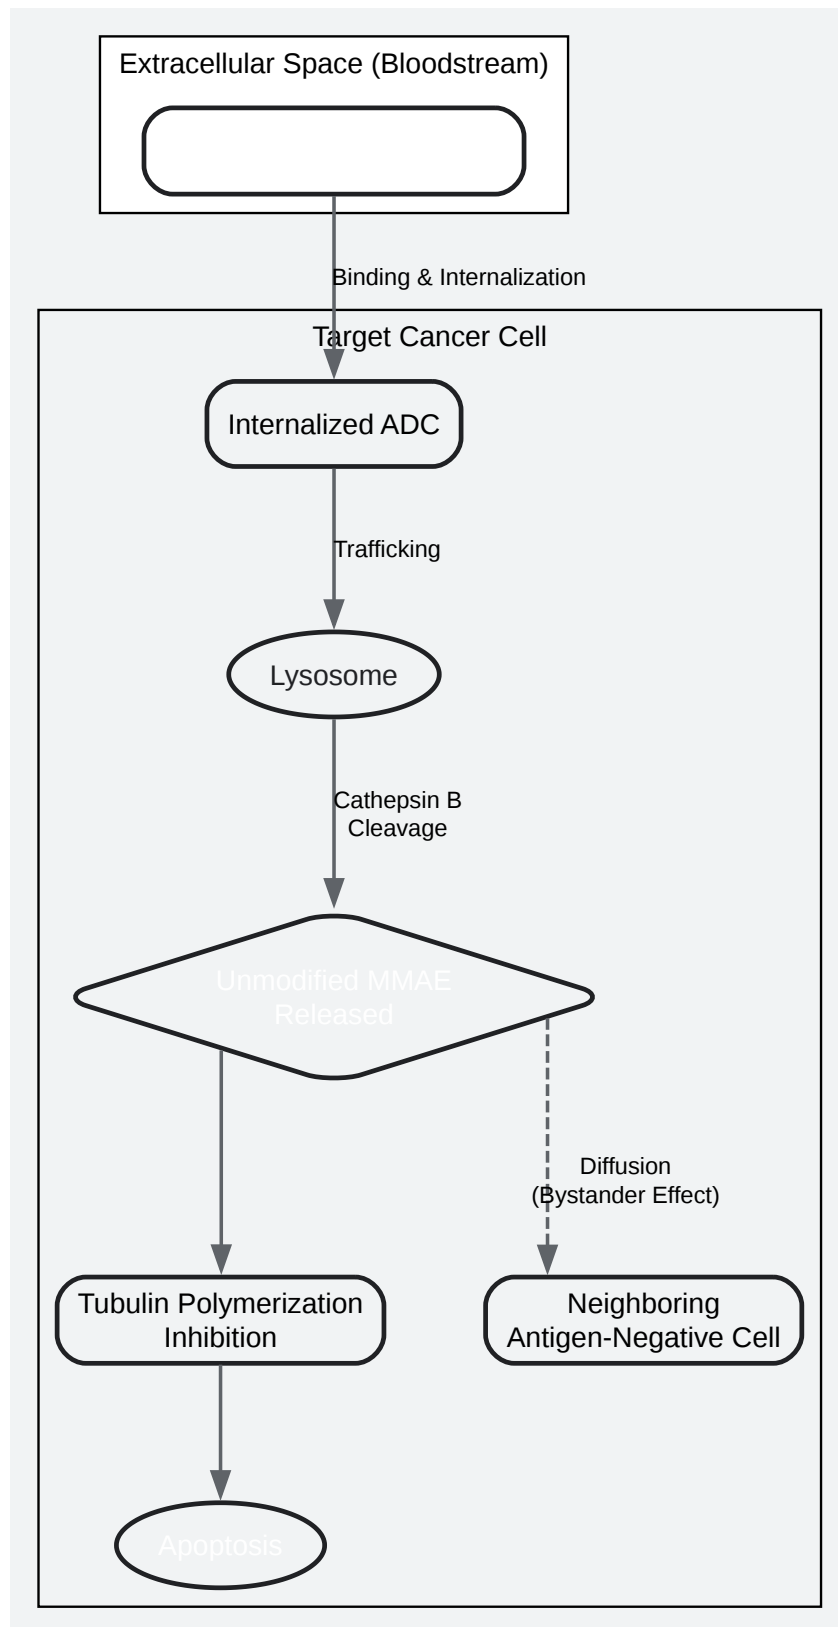 Extracellular Space (Bloodstream)
Binding & Internalization
Target Cancer Cell
Internalized ADC
Trafficking
Lysosome
Cathepsin B
Cleavage
Unmodified MMAE
Released
Diffusion
(Bystander Effect)
Tubulin Polymerization
Inhibition
Neighboring
Antigen-Negative Cell
Apoptosis